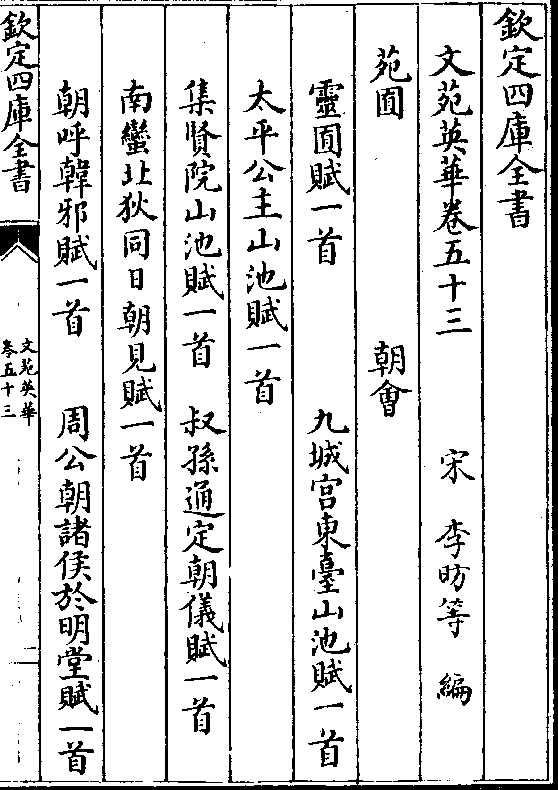 欽定四庫全書
文苑英華卷五十三
宋 李昉等 編
苑囿 朝會
靈囿賦一首 九城宮東臺山池賦一首
太平公主山池賦一首
集賢院山池賦一首 叔孫通定朝儀賦一首
南蠻北狄同日朝見賦一首
朝呼韓邪賦一首 周公朝諸侯於明堂賦一首
欽定四庫全書
文苑英華
卷五十三
一